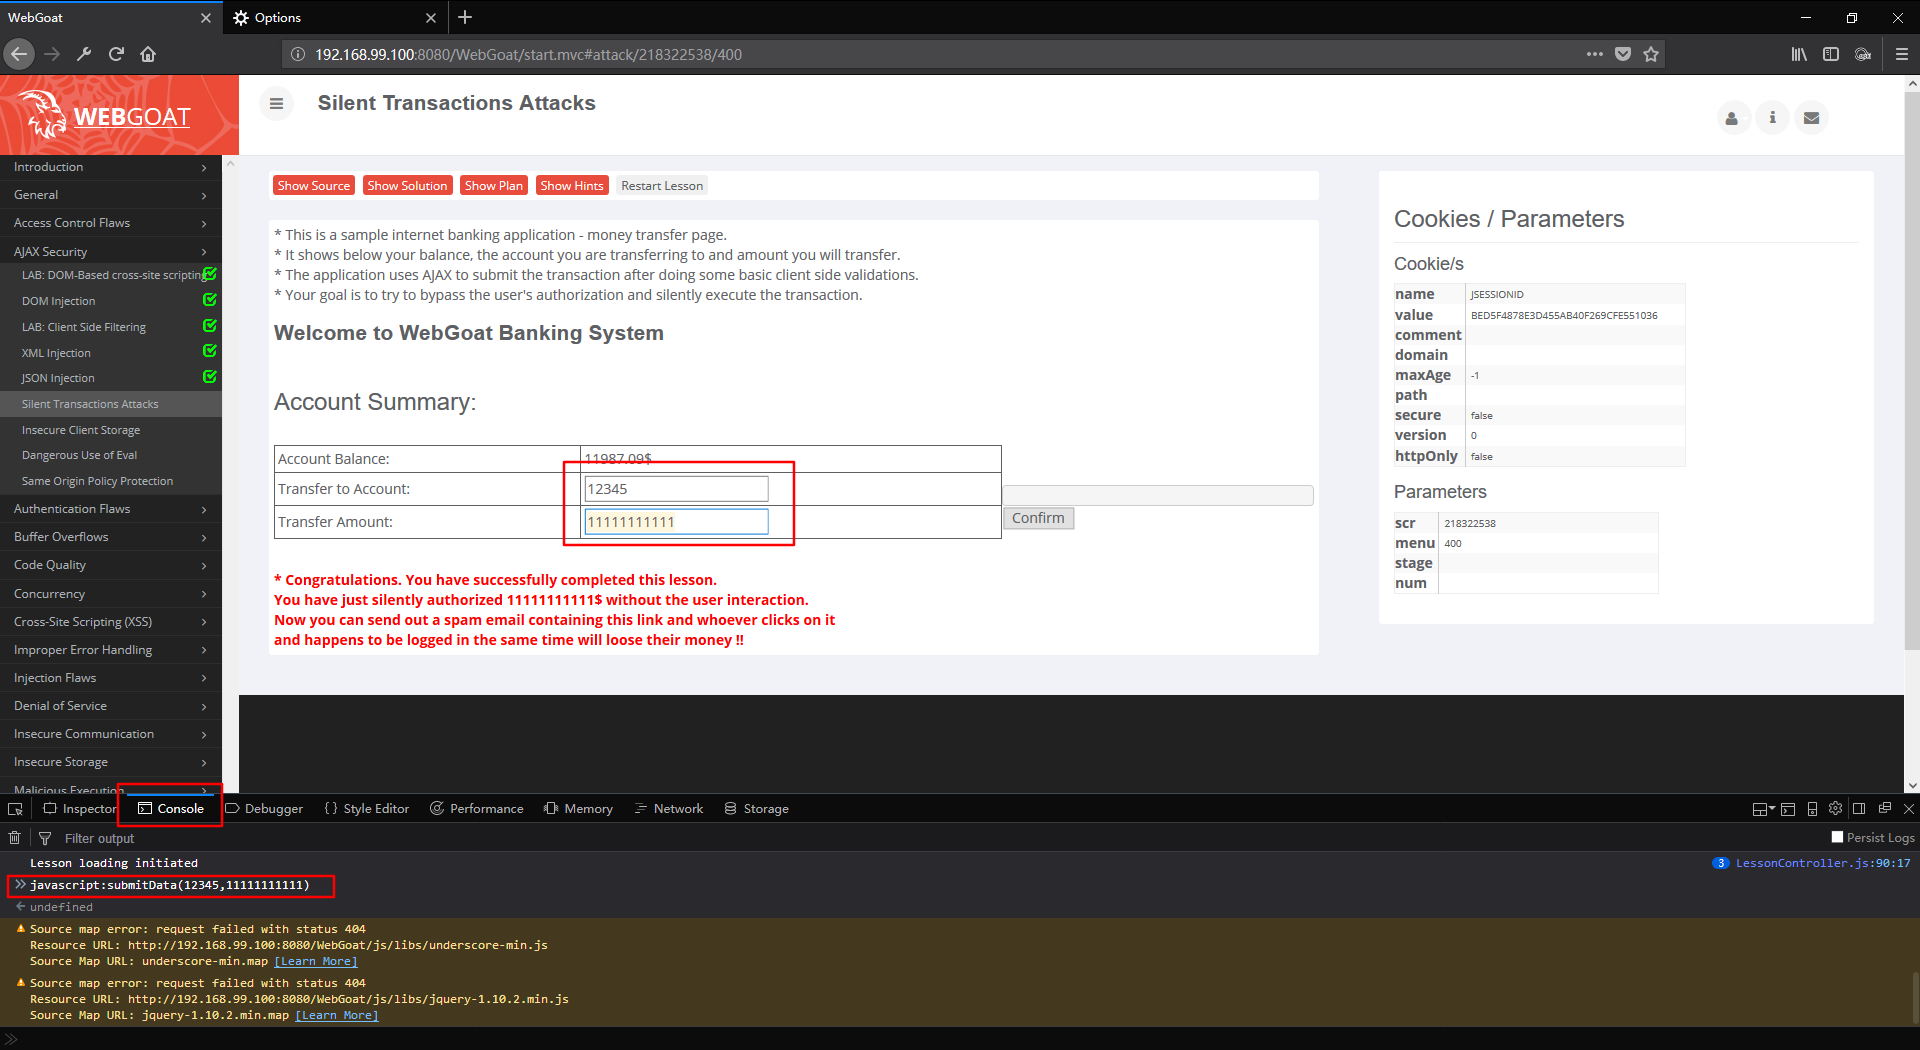 WebGoat
Options
192.168.99.100:8080/WebGoat/start.mvc#attack/218322538/400
WEBGOAT
Silent Transactions Attacks
Introduction
General
Access Control Flaws
AJAX Security
LAB: DOM-Based cross-site scripting
DOM Injection
LAB: Client Side Filtering
XML Injection
JSON Injection
Silent Transactions Attacks
Insecure Client Storage
Dangerous Use of Eval
Same Origin Policy Protection
Authentication Flaws
Buffer Overflows
Code Quality
Concurrency
Cross-Site Scripting (XSS)
Improper Error Handling
Injection Flaws
Denial of Service
Insecure Communication
Insecure Storage
Malicious Execution
Show Source Show Solution Show Plan Show Hints Restart Lesson
* This is a sample internet banking application - money transfer page.
* It shows below your balance, the account you are transferring to and amount you will transfer.
* The application uses AJAX to submit the transaction after doing some basic client side validations.
* Your goal is to try to bypass the user's authorization and silently execute the transaction.
Welcome to WebGoat Banking System
Account Summary:
Account Balance: 11987.09$
Transfer to Account: 12345
Transfer Amount: 11111111111
Confirm
* Congratulations. You have successfully completed this lesson.
You have just silently authorized 11111111111$ without the user interaction.
Now you can send out a spam email containing this link and whoever clicks on it
and happens to be logged in the same time will loose their money !!
Cookies / Parameters
Cookie/s
name JSESSIONID
value BED5F4878E3D455AB40F269CFE551036
comment
domain
maxAge -1
path
secure false
version 0
httpOnly false
Parameters
scr 218322538
menu 400
stage
num
Inspector Console Debugger {} Style Editor Performance Memory Network Storage
Filter output Persist Logs
Lesson loading initiated 3 LessonController.js:90:17
javascript:submitData(12345,11111111111)
undefined
Source map error: request failed with status 404
Resource URL: http://192.168.99.100:8080/WebGoat/js/libs/underscore-min.js
Source Map URL: underscore-min.map [Learn More]
Source map error: request failed with status 404
Resource URL: http://192.168.99.100:8080/WebGoat/js/libs/jquery-1.10.2.min.js
Source Map URL: jquery-1.10.2.min.map [Learn More]